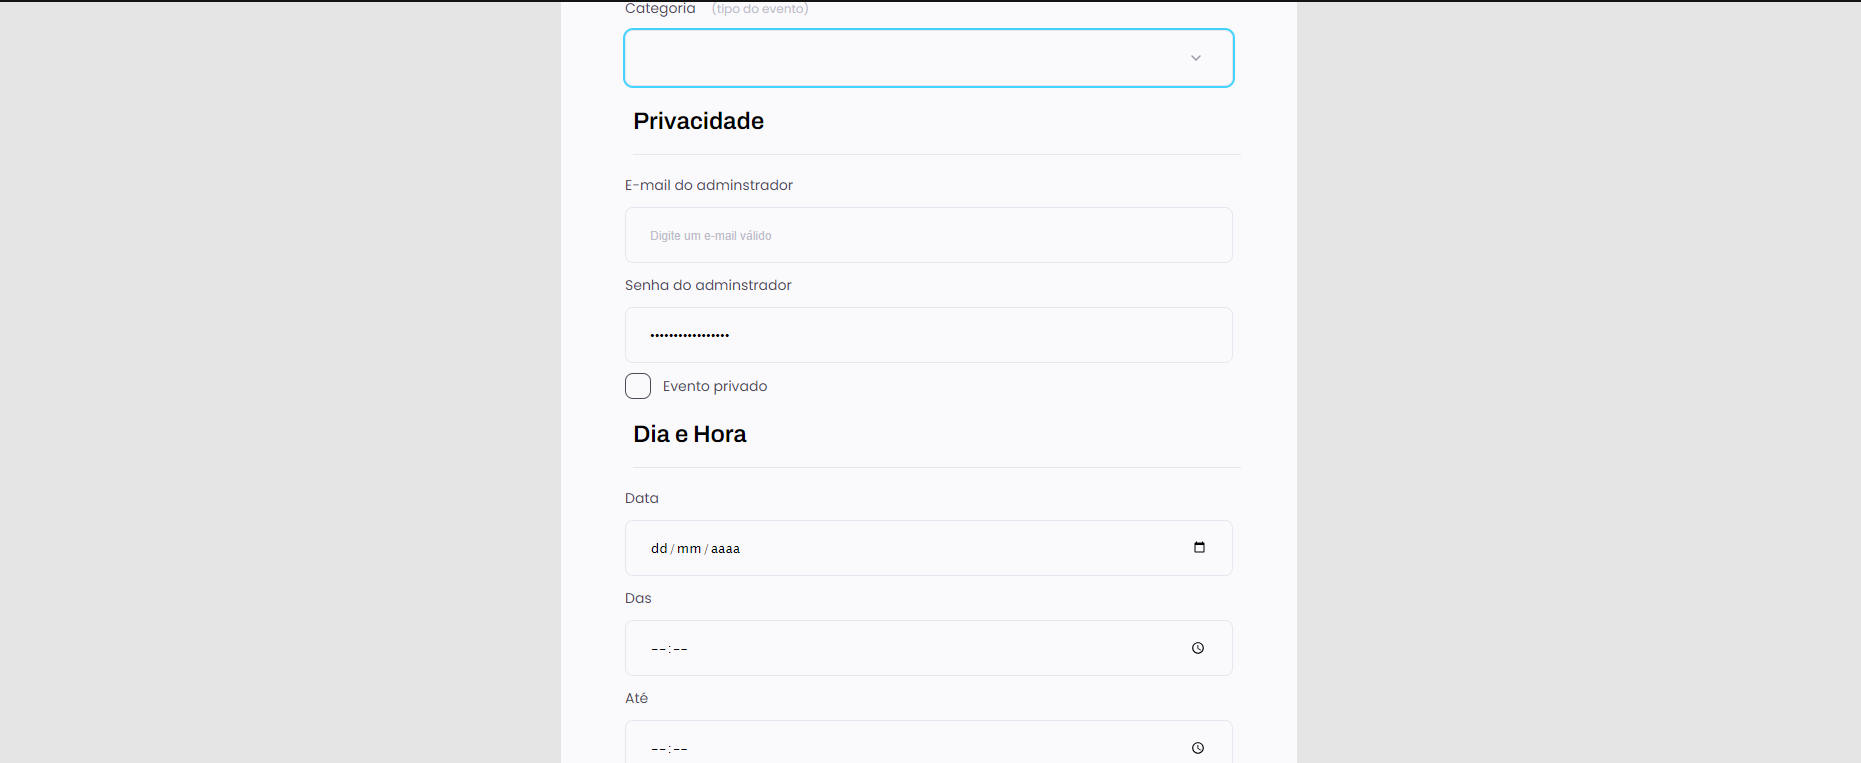 Categoria (tipo do evento)
Privacidade
E-mail do adminstrador
Digite um e-mail válido
Senha do adminstrador
•••••••••••••••••
Evento privado
Dia e Hora
Data
dd/mm/aaaa
Das
--:--
Até
--:--